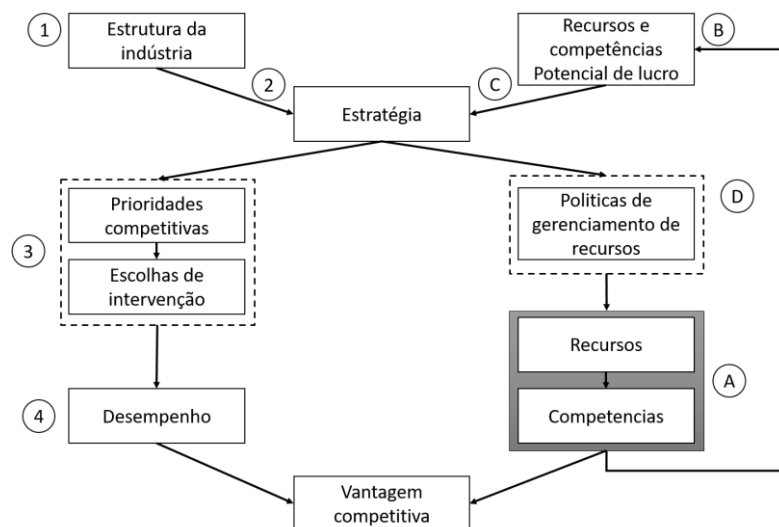 1
Estrutura da
indústria
Recursos e
competências
Potencial de lucro
B
2
C
Estratégia
Prioridades
competitivas
3
Escolhas de
intervenção
Politicas de
gerenciamento de
recursos
D
Recursos
A
Competencias
4
Desempenho
Vantagem
competitiva